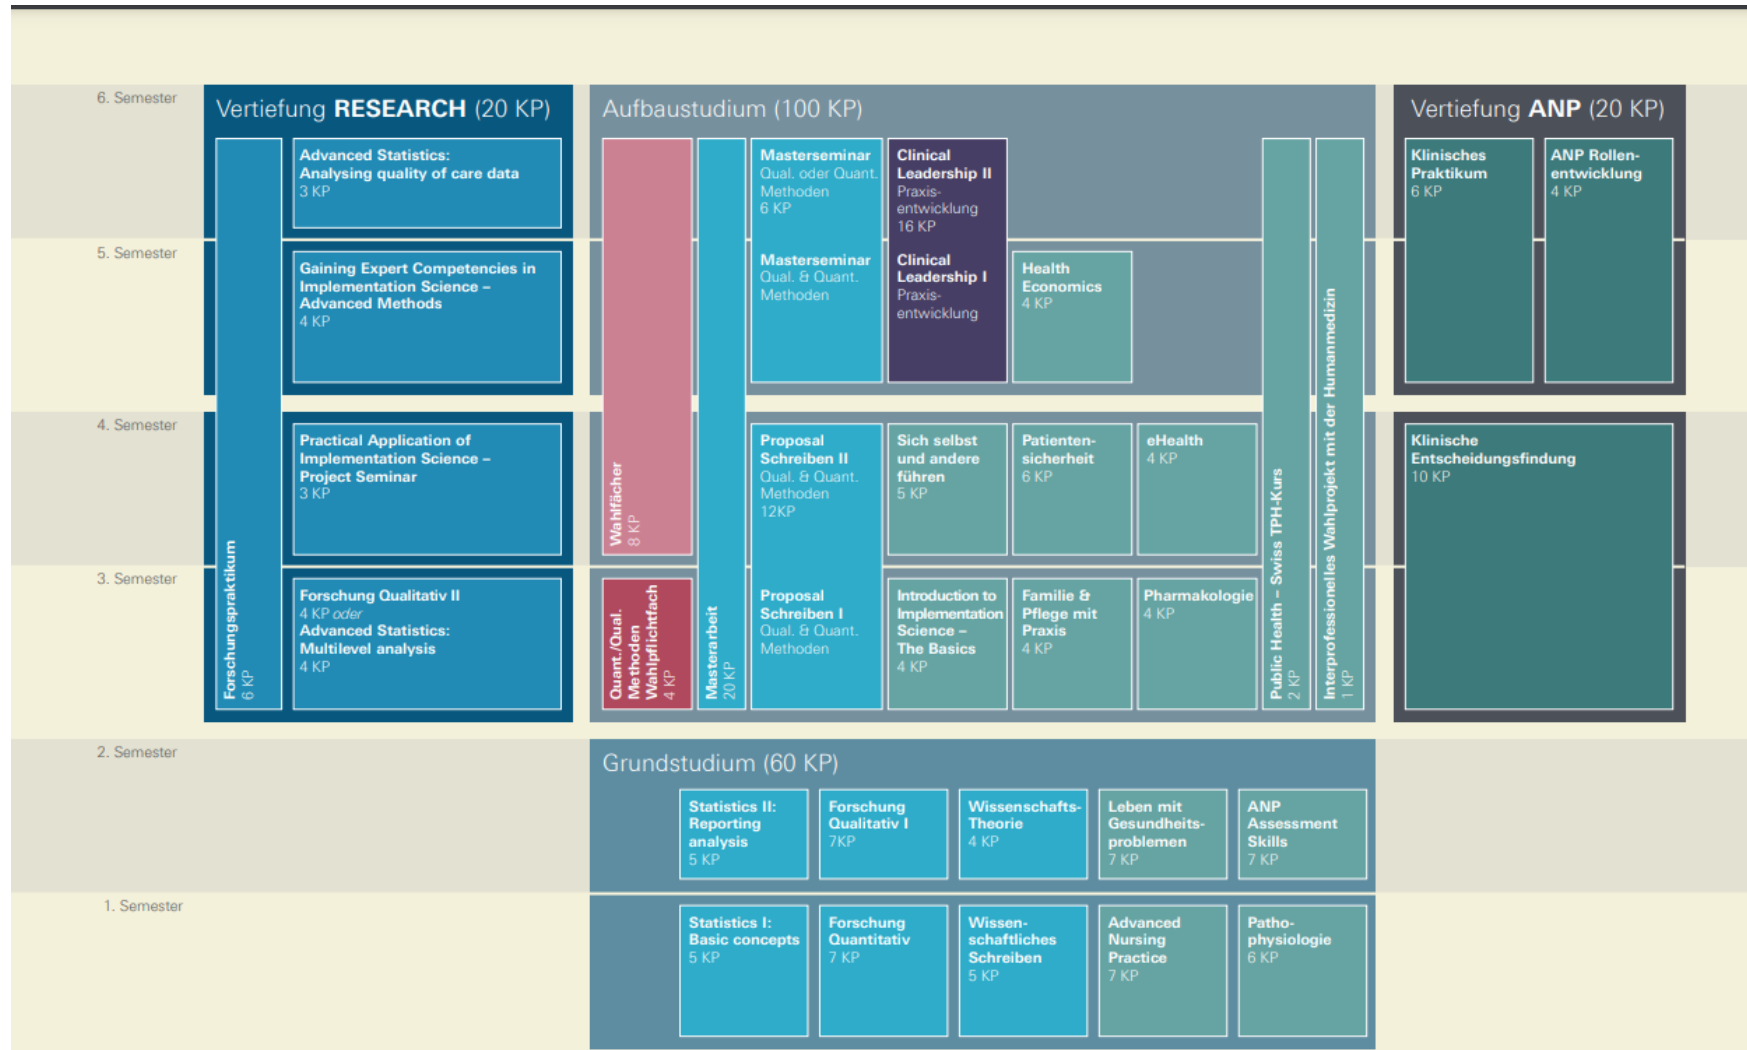 6. Semester
5. Semester
4. Semester
3. Semester
2. Semester
1. Semester
Vertiefung RESEARCH (20 KP)
Forschungspraktikum
6 KP
Advanced Statistics:
Analysing quality of care data
3 KP
Gaining Expert Competencies in
Implementation Science –
Advanced Methods
4 KP
Practical Application of
Implementation Science –
Project Seminar
3 KP
Forschung Qualitativ II
4 KP oder
Advanced Statistics:
Multilevel analysis
4 KP
Aufbaustudium (100 KP)
Wahlfächer
8 KP
Quant./Qual.
Methoden
Wahlpflichtfach
4 KP
Masterarbeit
20 KP
Masterseminar
Qual. oder Quant.
Methoden
6 KP
Masterseminar
Qual. & Quant.
Methoden
Clinical
Leadership II
Praxis-
entwicklung
16 KP
Clinical
Leadership I
Praxis-
entwicklung
Health
Economics
4 KP
Proposal
Schreiben II
Qual. & Quant.
Methoden
12KP
Sich selbst
und andere
führen
5 KP
Patienten-
sicherheit
6 KP
eHealth
4 KP
Proposal
Schreiben I
Qual. & Quant.
Methoden
Introduction to
Implementation
Science –
The Basics
4 KP
Familie &
Pflege mit
Praxis
4 KP
Pharmakologie
4 KP
Public Health – Swiss TPH-Kurs
2 KP
Interprofessionelles Wahlprojekt mit der Humanmedizin
1 KP
Vertiefung ANP (20 KP)
Klinisches
Praktikum
6 KP
ANP Rollen-
entwicklung
4 KP
Klinische
Entscheidungsfindung
10 KP
Grundstudium (60 KP)
Statistics II:
Reporting
analysis
5 KP
Forschung
Qualitativ I
7KP
Wissenschafts-
Theorie
4 KP
Leben mit
Gesundheits-
problemen
7 KP
ANP
Assessment
Skills
7 KP
Statistics I:
Basic concepts
5 KP
Forschung
Quantitativ
7 KP
Wissen-
schaftliches
Schreiben
5 KP
Advanced
Nursing
Practice
7 KP
Patho-
physiologie
6 KP